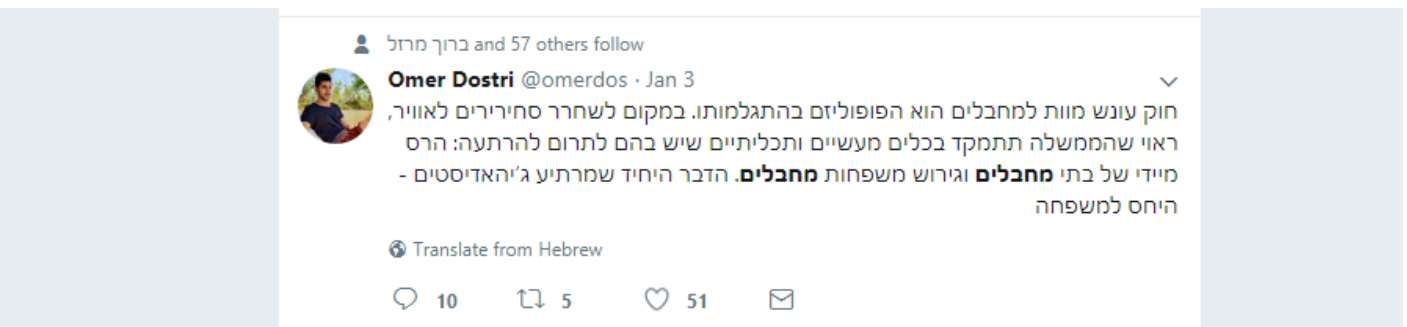 ברוך מרזל and 57 others follow
Omer Dostri @omerdos · Jan 3
חוק עונש מוות למחבלים הוא הפופוליזם בהתגלמותו. במקום לשחרר סחירירים לאוויר,
ראוי שהממשלה תתמקד בכלים מעשיים ותכליתיים שיש בהם לתרום להרתעה: הרס
מיידי של בתי מחבלים וגירוש משפחות מחבלים. הדבר היחיד שמרתיע ג'יהאדיסטים -
היחס למשפחה
Translate from Hebrew
10 5 51